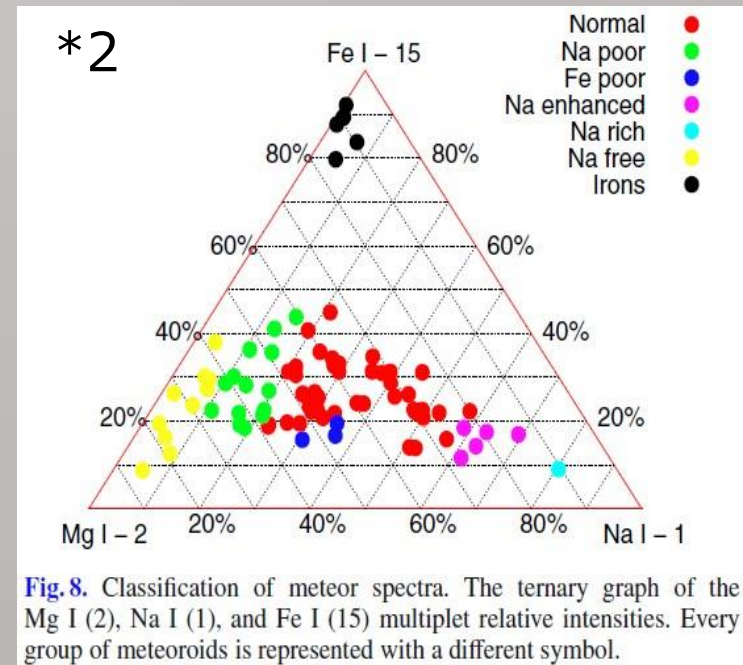 *2
Fe I – 15
Normal
Na poor
Fe poor
Na enhanced
Na rich
Na free
Irons
80% 80%
60% 60%
40% 40%
20% 20%
Mg I – 2 20% 40% 60% 80% Na I – 1
Fig. 8. Classification of meteor spectra. The ternary graph of the
Mg I (2), Na I (1), and Fe I (15) multiplet relative intensities. Every
group of meteoroids is represented with a different symbol.